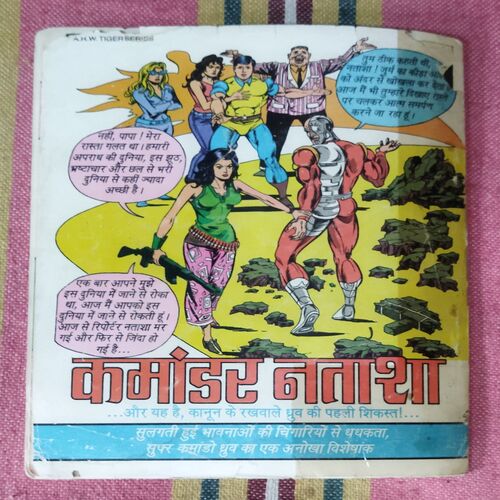 A.H.W. TIGER SERIES
तुम ठीक कहती थी,
नताशा! जुर्म का कीड़ा आदमी
को अंदर से खोखला कर देता
आज मैं भी तुम्हारे दिखाए रास्ते
पर चलकर आत्म समर्पण
करने जा रहा हूं।
नहीं, पापा! मेरा
रास्ता गलत था। हमारी
अपराध की दुनिया, इस झूठ,
भ्रष्टाचार और छल से भरी
दुनिया से कहीं ज्यादा
अच्छी है।
एक बार आपने मुझे
इस दुनिया में जाने से रोका
था, आज मैं आपको इस
दुनिया में जाने से रोकती हूं।
आज से रिपोर्टर नताशा मर
गई और फिर से जिंदा हो
गई है...
कमांडर नताशा
...और यह है, कानून के रखवाले ध्रुव की पहली शिकस्त!...
सुलगती हुई भावनाओं की चिंगारियों से धधकता,
सुपर कमांडो ध्रुव का एक अनोखा विशेषांक